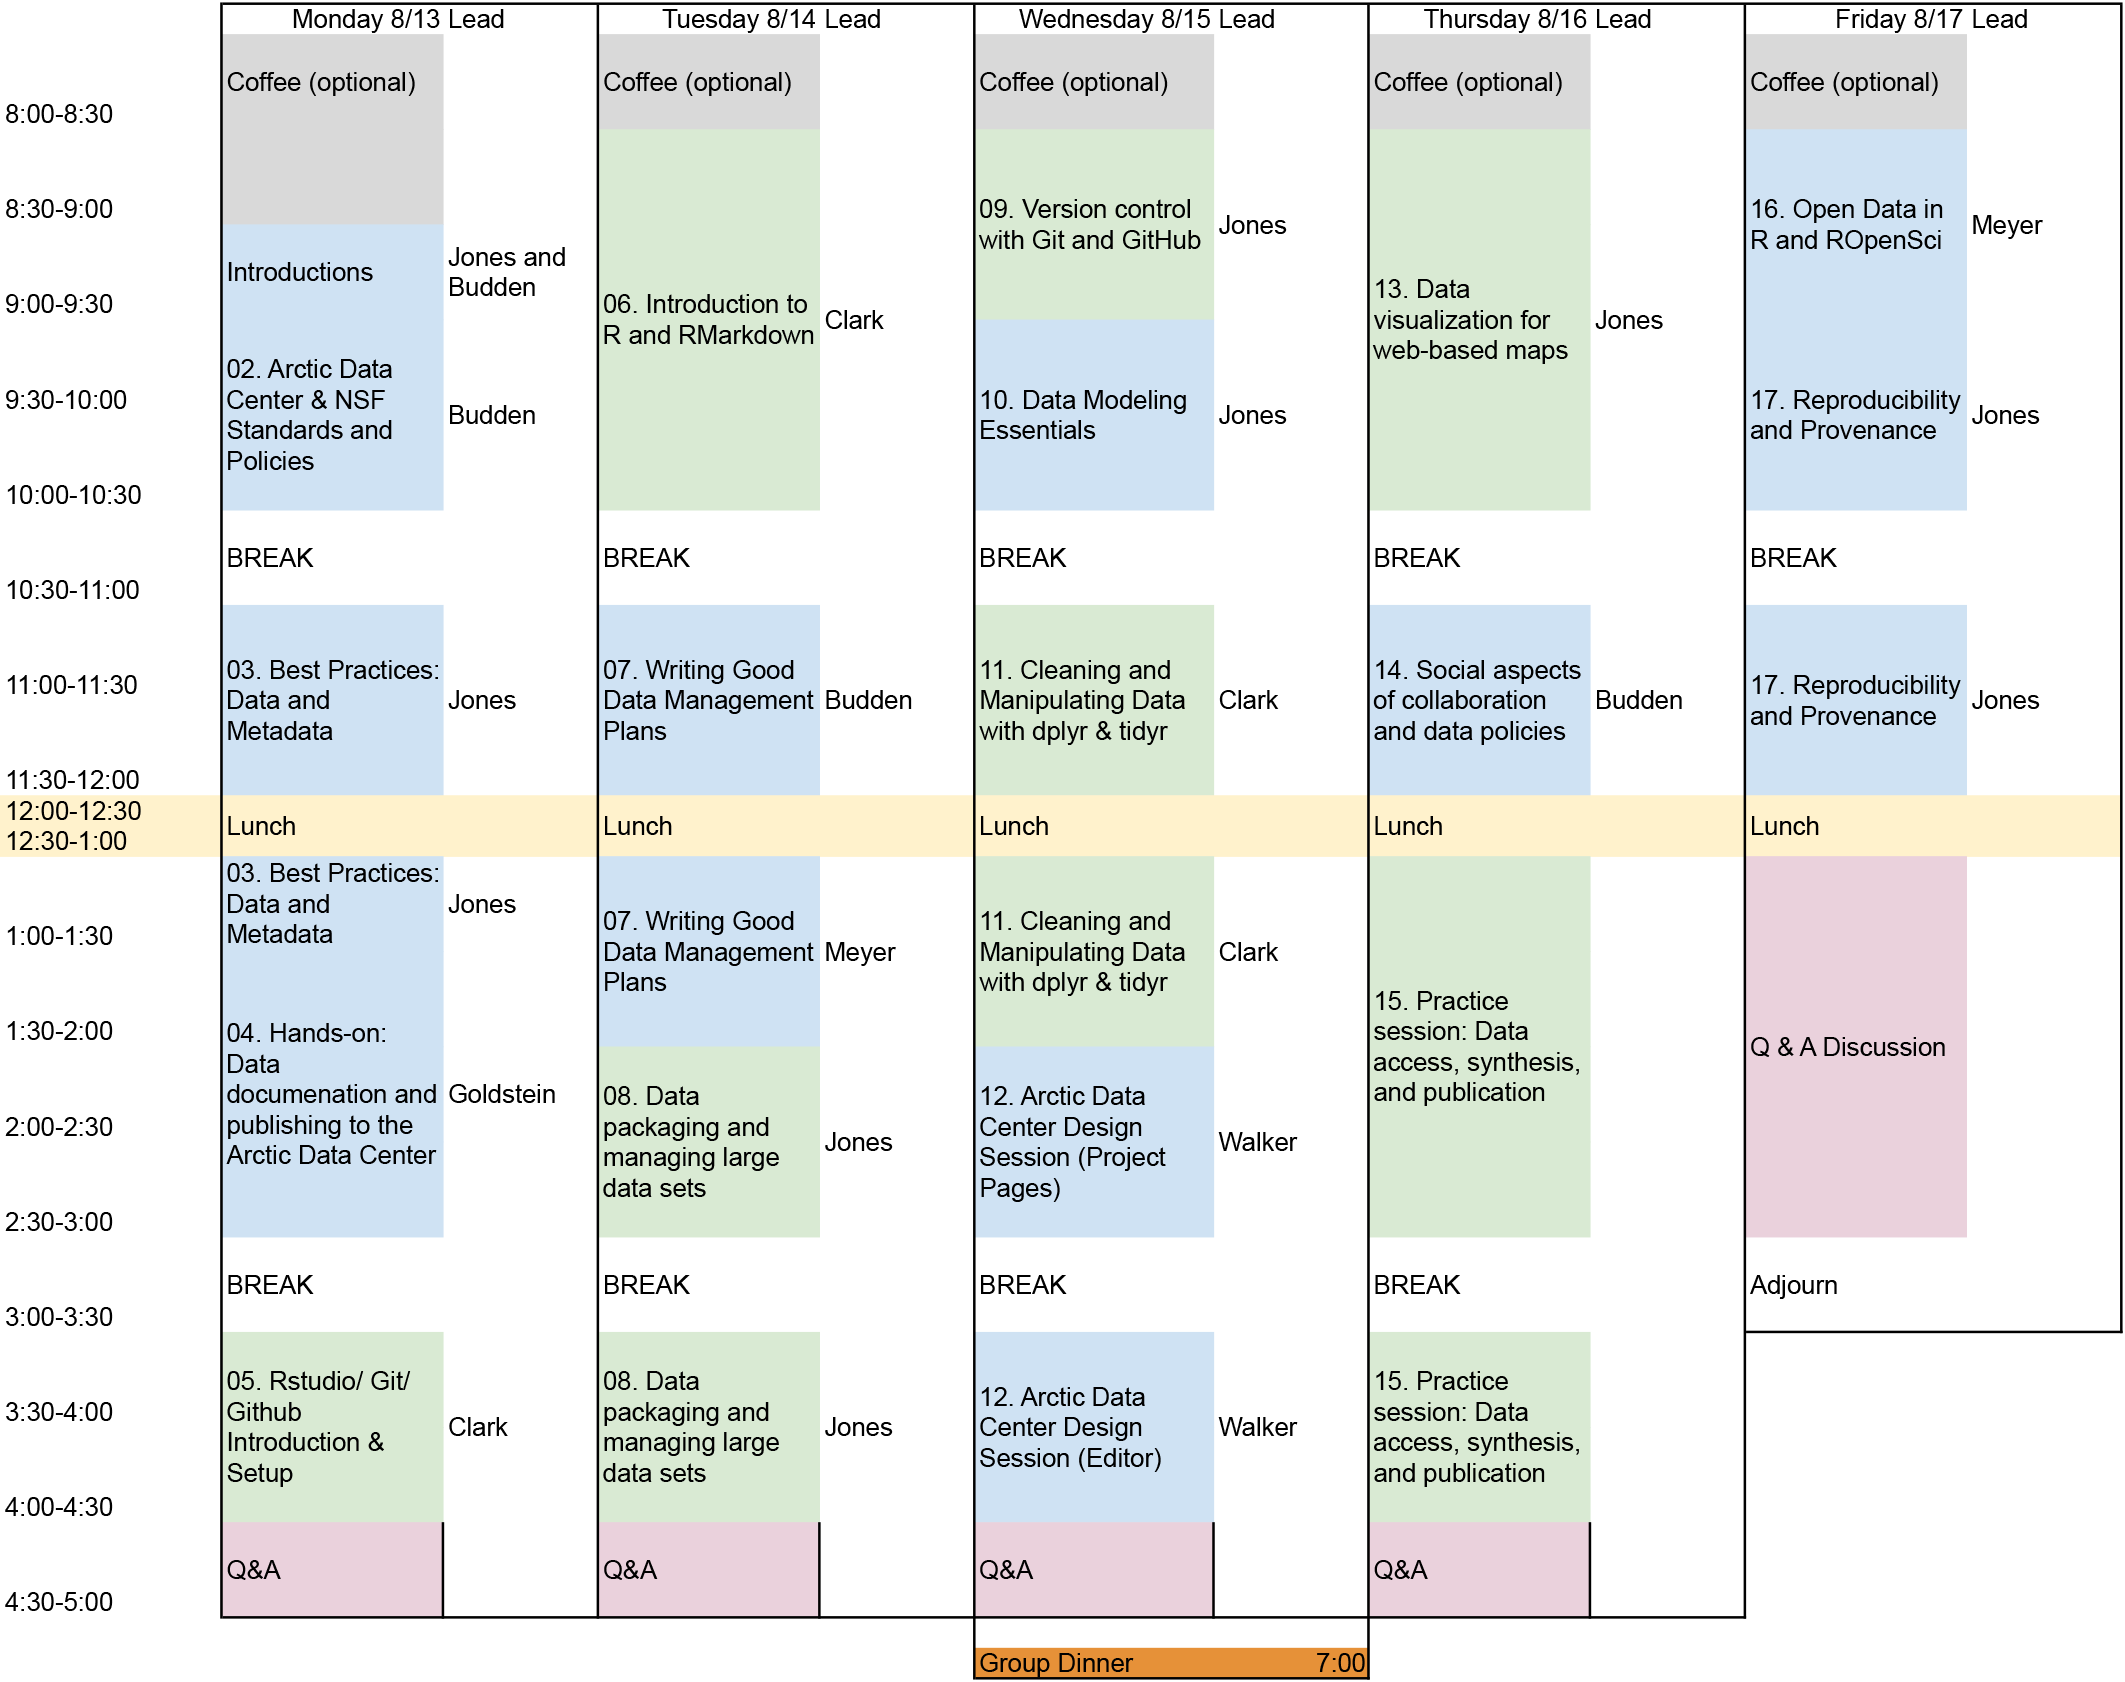 Monday 8/13 Lead Tuesday 8/14 Lead Wednesday 8/15 Lead Thursday 8/16 Lead Friday 8/17 Lead
8:00-8:30
8:30-9:00
9:00-9:30
9:30-10:00
10:00-10:30
10:30-11:00
11:00-11:30
11:30-12:00
12:00-12:30
12:30-1:00
1:00-1:30
1:30-2:00
2:00-2:30
2:30-3:00
3:00-3:30
3:30-4:00
4:00-4:30
4:30-5:00
Coffee (optional)
Introductions
Jones and
Budden
02. Arctic Data
Center & NSF
Standards and
Policies
Budden
BREAK
03. Best Practices:
Data and
Metadata
Jones
Lunch
03. Best Practices:
Data and
Metadata
Jones
04. Hands-on:
Data
documenation and
publishing to the
Arctic Data Center
Goldstein
BREAK
05. Rstudio/ Git/
Github
Introduction &
Setup
Clark
Q&A
Coffee (optional)
06. Introduction to
R and RMarkdown
Clark
BREAK
07. Writing Good
Data Management
Plans
Budden
Lunch
07. Writing Good
Data Management
Plans
Meyer
08. Data
packaging and
managing large
data sets
Jones
BREAK
08. Data
packaging and
managing large
data sets
Jones
Q&A
Coffee (optional)
09. Version control
with Git and GitHub
Jones
10. Data Modeling
Essentials
Jones
BREAK
11. Cleaning and
Manipulating Data
with dplyr & tidyr
Clark
Lunch
11. Cleaning and
Manipulating Data
with dplyr & tidyr
Clark
12. Arctic Data
Center Design
Session (Project
Pages)
Walker
BREAK
12. Arctic Data
Center Design
Session (Editor)
Walker
Q&A
Group Dinner 7:00
Coffee (optional)
13. Data
visualization for
web-based maps
Jones
BREAK
14. Social aspects
of collaboration
and data policies
Budden
Lunch
15. Practice
session: Data
access, synthesis,
and publication
BREAK
15. Practice
session: Data
access, synthesis,
and publication
Q&A
Coffee (optional)
16. Open Data in
R and ROpenSci
Meyer
17. Reproducibility
and Provenance
Jones
BREAK
17. Reproducibility
and Provenance
Jones
Lunch
Q & A Discussion
Adjourn